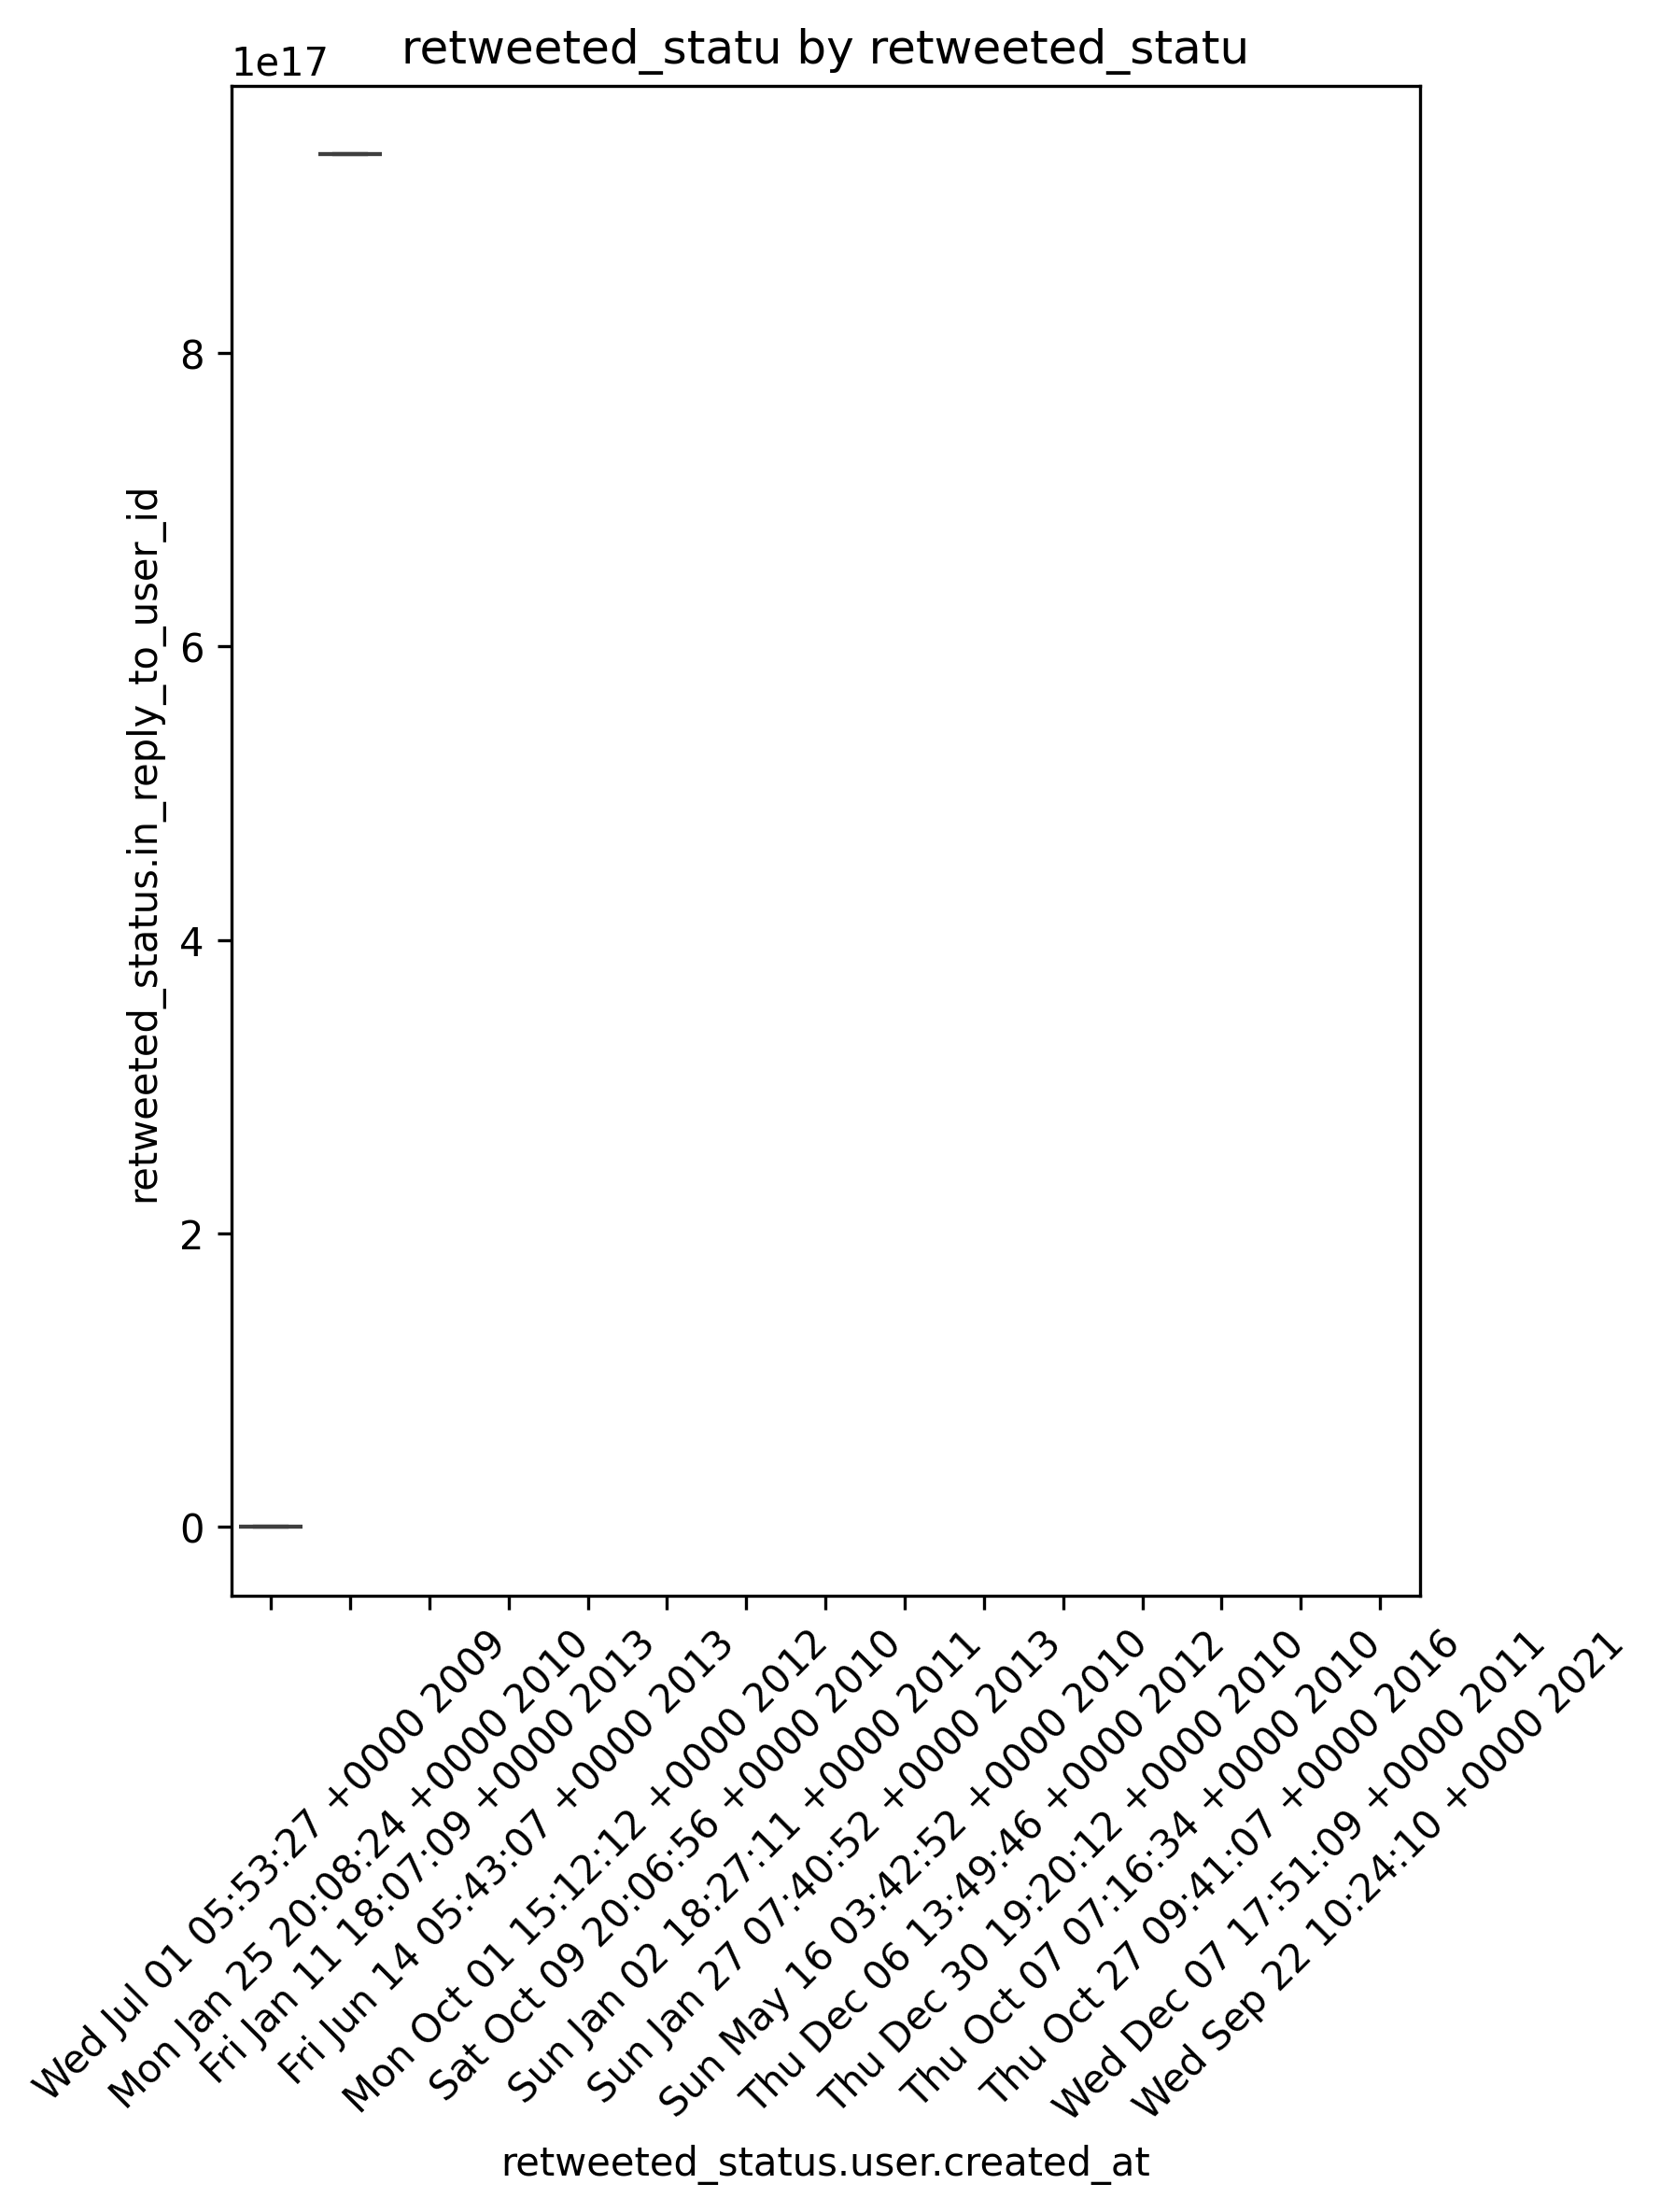 retweeted_statu by retweeted_statu
1e17
8
6
4
2
0
retweeted_status.in_reply_to_user_id
Wed Jul 01 05:53:27 +0000 2009
Mon Jan 25 20:08:24 +0000 2010
Fri Jan 11 18:07:09 +0000 2013
Fri Jun 14 05:43:07 +0000 2013
Mon Oct 01 15:12:12 +0000 2012
Sat Oct 09 20:06:56 +0000 2010
Sun Jan 02 18:27:11 +0000 2011
Sun Jan 27 07:40:52 +0000 2013
Sun May 16 03:42:52 +0000 2010
Thu Dec 06 13:49:46 +0000 2012
Thu Dec 30 19:20:12 +0000 2010
Thu Oct 07 07:16:34 +0000 2010
Thu Oct 27 09:41:07 +0000 2016
Wed Dec 07 17:51:09 +0000 2011
Wed Sep 22 10:24:10 +0000 2021
retweeted_status.user.created_at